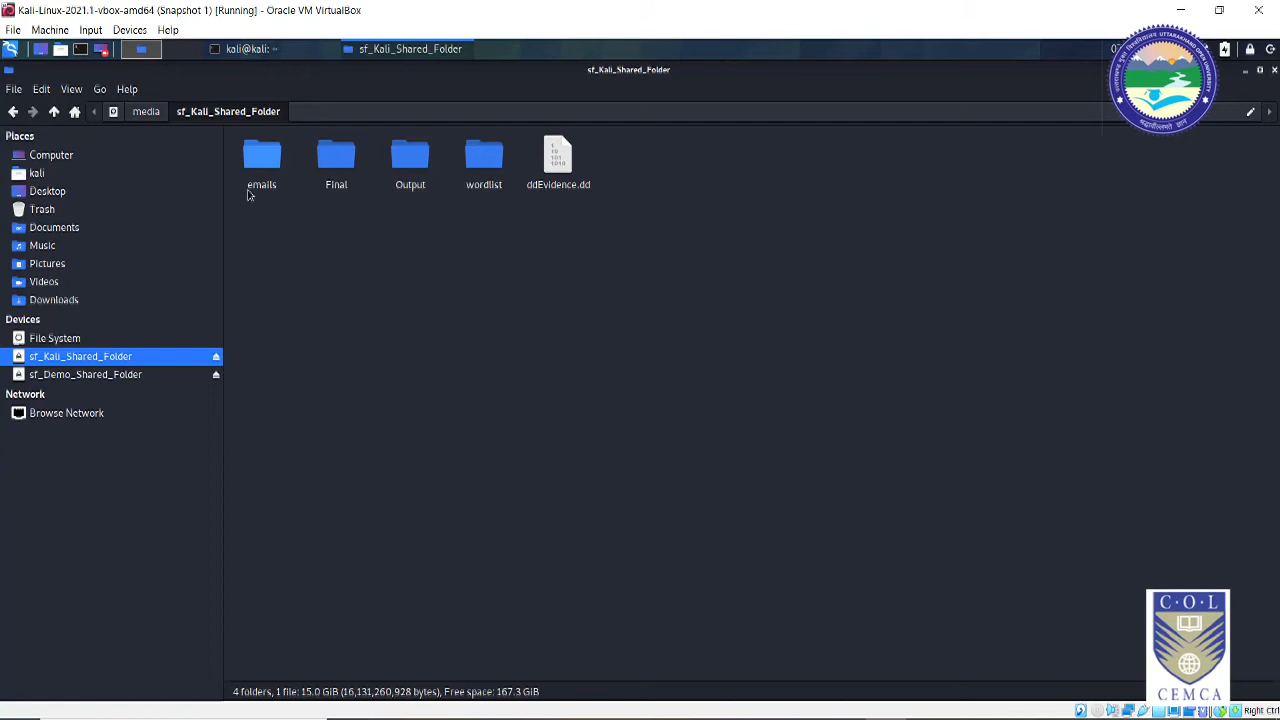 Kali-Linux-2021.1-vbox-amd64 (Snapshot 1) [Running] - Oracle VM VirtualBox
File Machine Input Devices Help
kali@kali: ~
sf_Kali_Shared_Folder
sf_Kali_Shared_Folder
File Edit View Go Help
media
sf_Kali_Shared_Folder
Places
Computer
kali
Desktop
Trash
Documents
Music
Pictures
Videos
Downloads
Devices
File System
sf_Kali_Shared_Folder
sf_Demo_Shared_Folder
Network
Browse Network
emails
Final
Output
wordlist
ddEvidence.dd
4 folders, 1 file: 15.0 GiB (16,131,260,928 bytes), Free space: 167.3 GiB
UTTARAKHAND OPEN UNIVERSITY
C·O·L
CEMCA
Right Ctrl